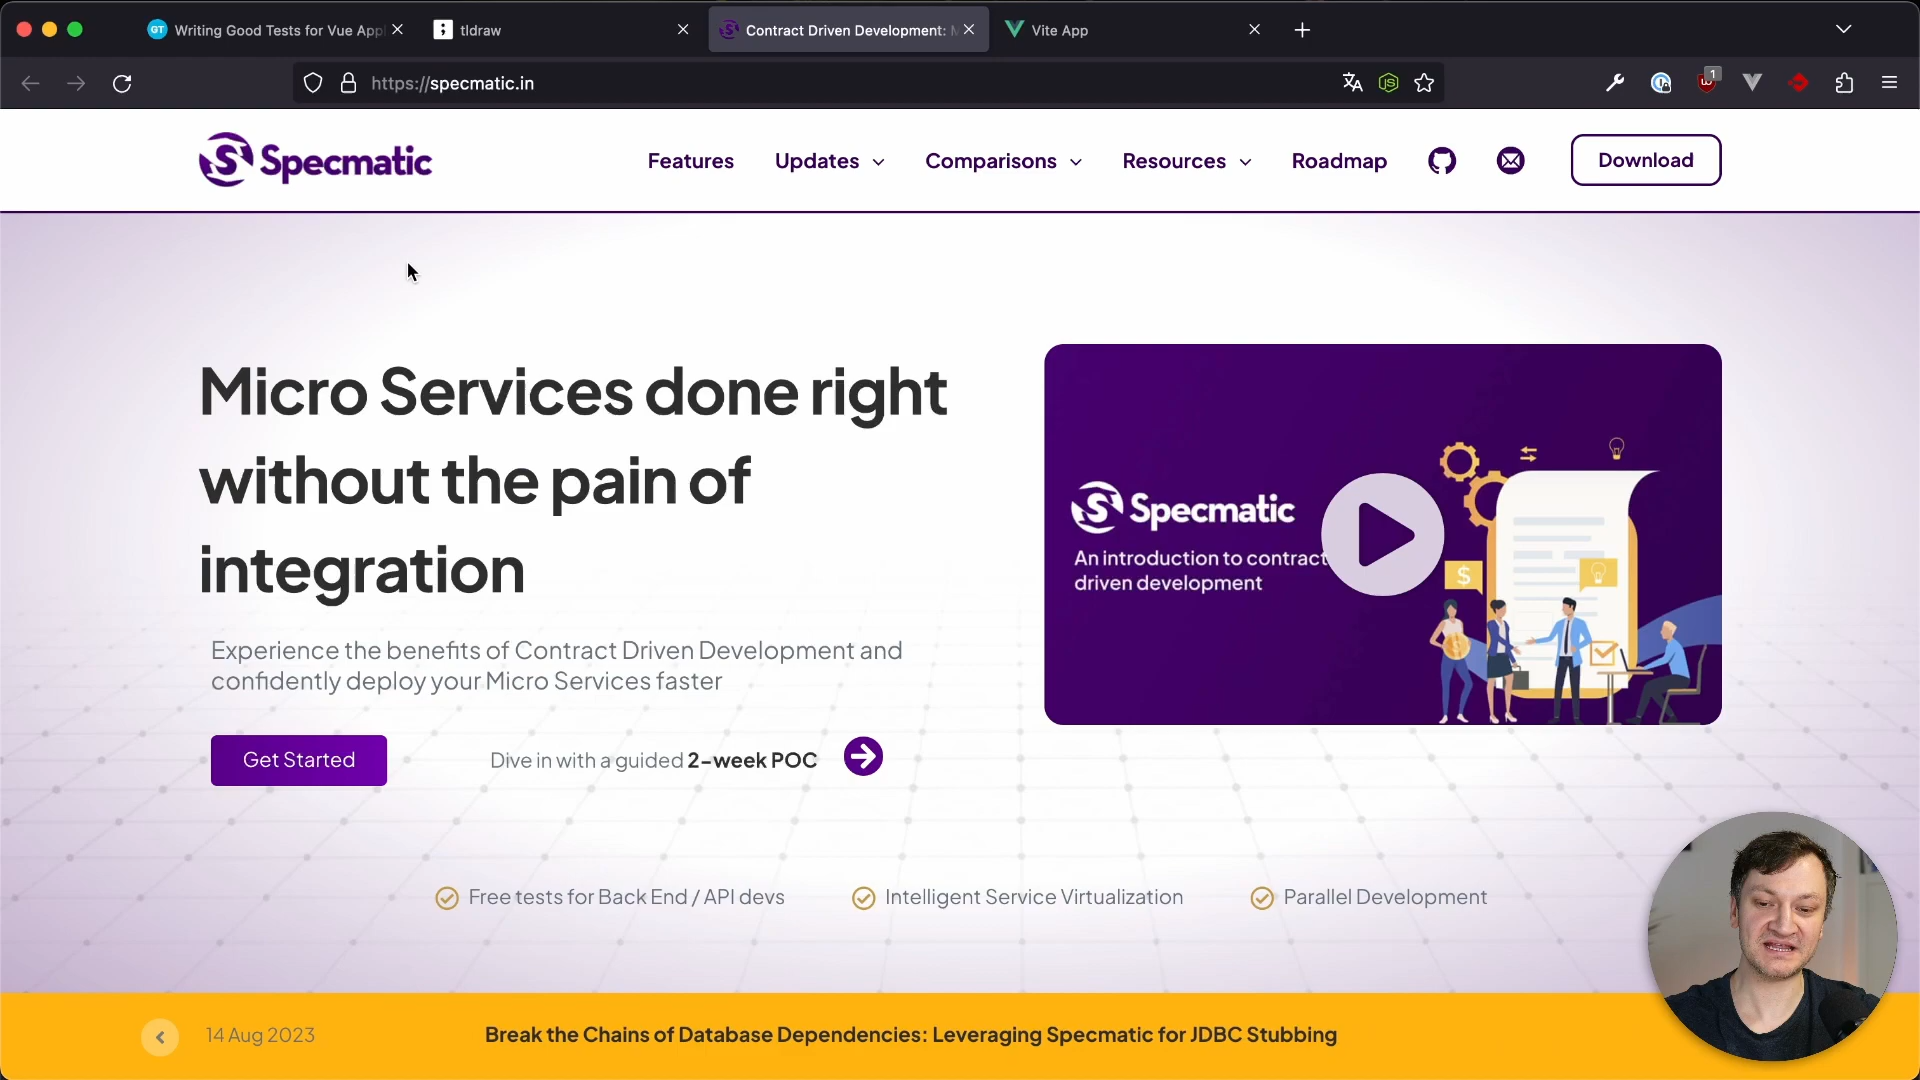 GT Writing Good Tests for Vue App
tldraw
Contract Driven Development: M
Vite App
https://specmatic.in
1
Specmatic
Features
Updates
Comparisons
Resources
Roadmap
Download
Micro Services done right
without the pain of
integration
Experience the benefits of Contract Driven Development and
confidently deploy your Micro Services faster
Get Started
Dive in with a guided 2-week POC
Specmatic
An introduction to contract
driven development
$
Free tests for Back End / API devs
Intelligent Service Virtualization
Parallel Development
14 Aug 2023
Break the Chains of Database Dependencies: Leveraging Specmatic for JDBC Stubbing